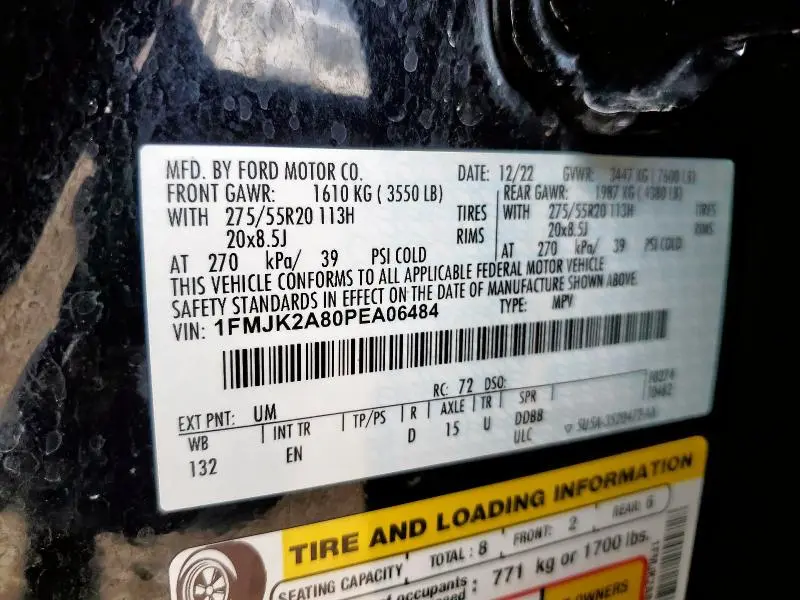 MFD. BY FORD MOTOR CO. DATE: 12/22 GVWR: 3447 KG (7600 LB)
FRONT GAWR: 1610 KG (3550 LB) REAR GAWR: 1987 KG (4380 LB)
WITH 275/55R20 113H TIRES WITH 275/55R20 113H TIRES
20x8.5J RIMS 20x8.5J RIMS
AT 270 kPa/ 39 PSI COLD AT 270 kPa/ 39 PSI COLD
THIS VEHICLE CONFORMS TO ALL APPLICABLE FEDERAL MOTOR VEHICLE
SAFETY STANDARDS IN EFFECT ON THE DATE OF MANUFACTURE SHOWN ABOVE.
VIN: 1FMJK2A80PEA06484 TYPE: MPV
EXT PNT: UM RC: 72 DSO:
WB INT TR TP/PS R AXLE TR SPR
132 EN D 15 U DDBB
ULC
TIRE AND LOADING INFORMATION
SEATING CAPACITY TOTAL : 8 FRONT: 2 REAR: 6
occupants : 771 kg or 1700 lbs.
OWNERS